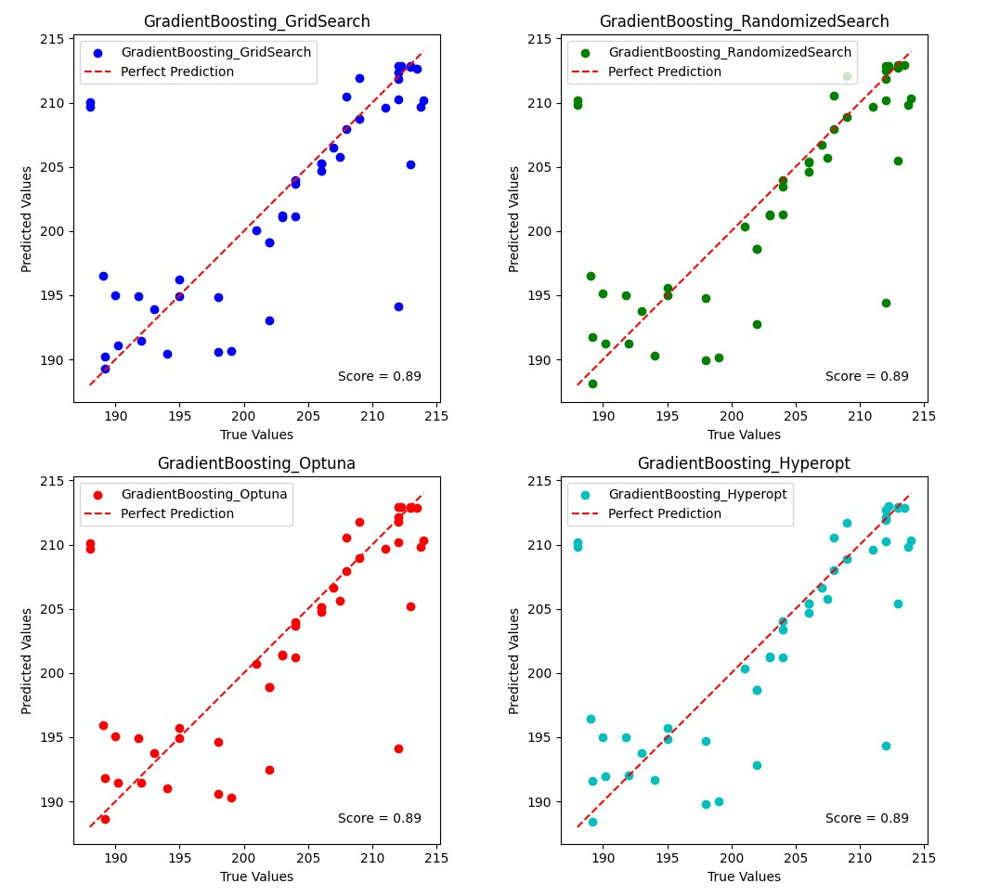 GradientBoosting_GridSearch
215
210
205
200
195
190
Predicted Values
GradientBoosting_GridSearch
Perfect Prediction
Score = 0.89
190 195 200 205 210 215
True Values
GradientBoosting_RandomizedSearch
215
210
205
200
195
190
Predicted Values
GradientBoosting_RandomizedSearch
Perfect Prediction
Score = 0.89
190 195 200 205 210 215
True Values
GradientBoosting_Optuna
215
210
205
200
195
190
Predicted Values
GradientBoosting_Optuna
Perfect Prediction
Score = 0.89
190 195 200 205 210 215
True Values
GradientBoosting_Hyperopt
215
210
205
200
195
190
Predicted Values
GradientBoosting_Hyperopt
Perfect Prediction
Score = 0.89
190 195 200 205 210 215
True Values